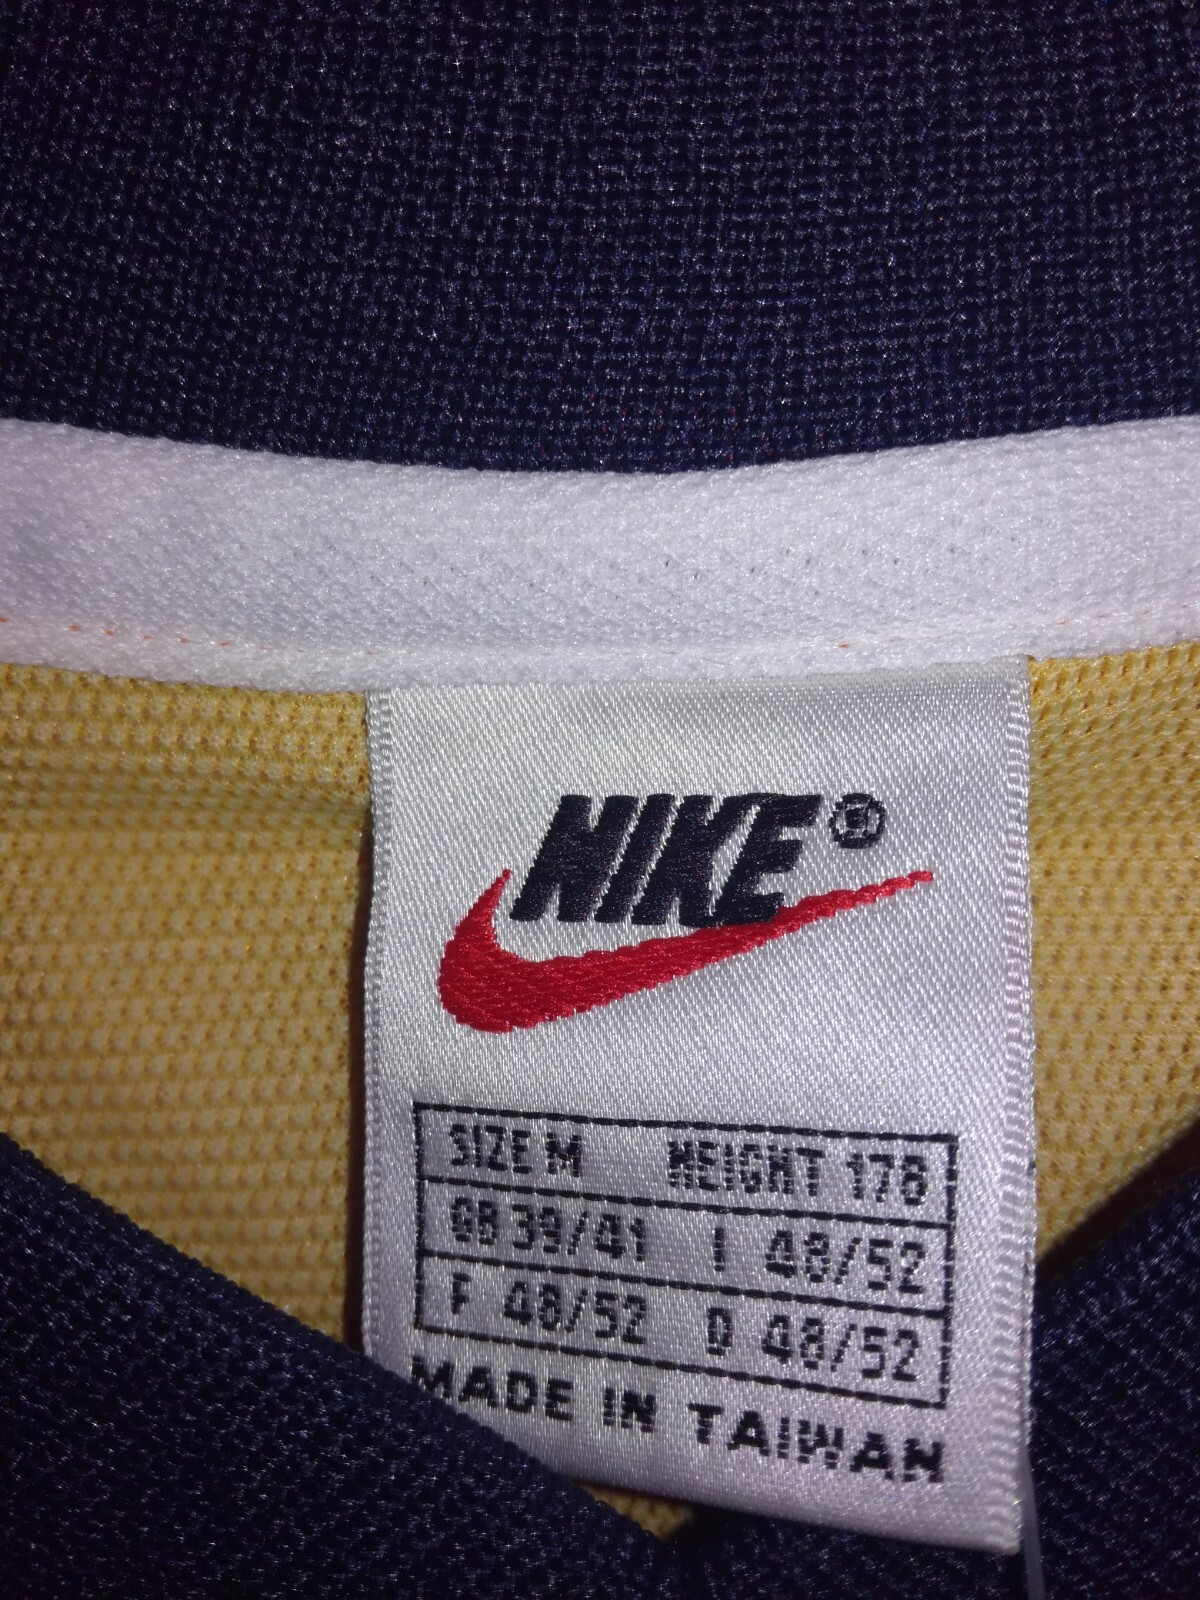 NIKE®
SIZE M HEIGHT 178
GB 39/41 I 48/52
F 48/52 D 48/52
MADE IN TAIWAN